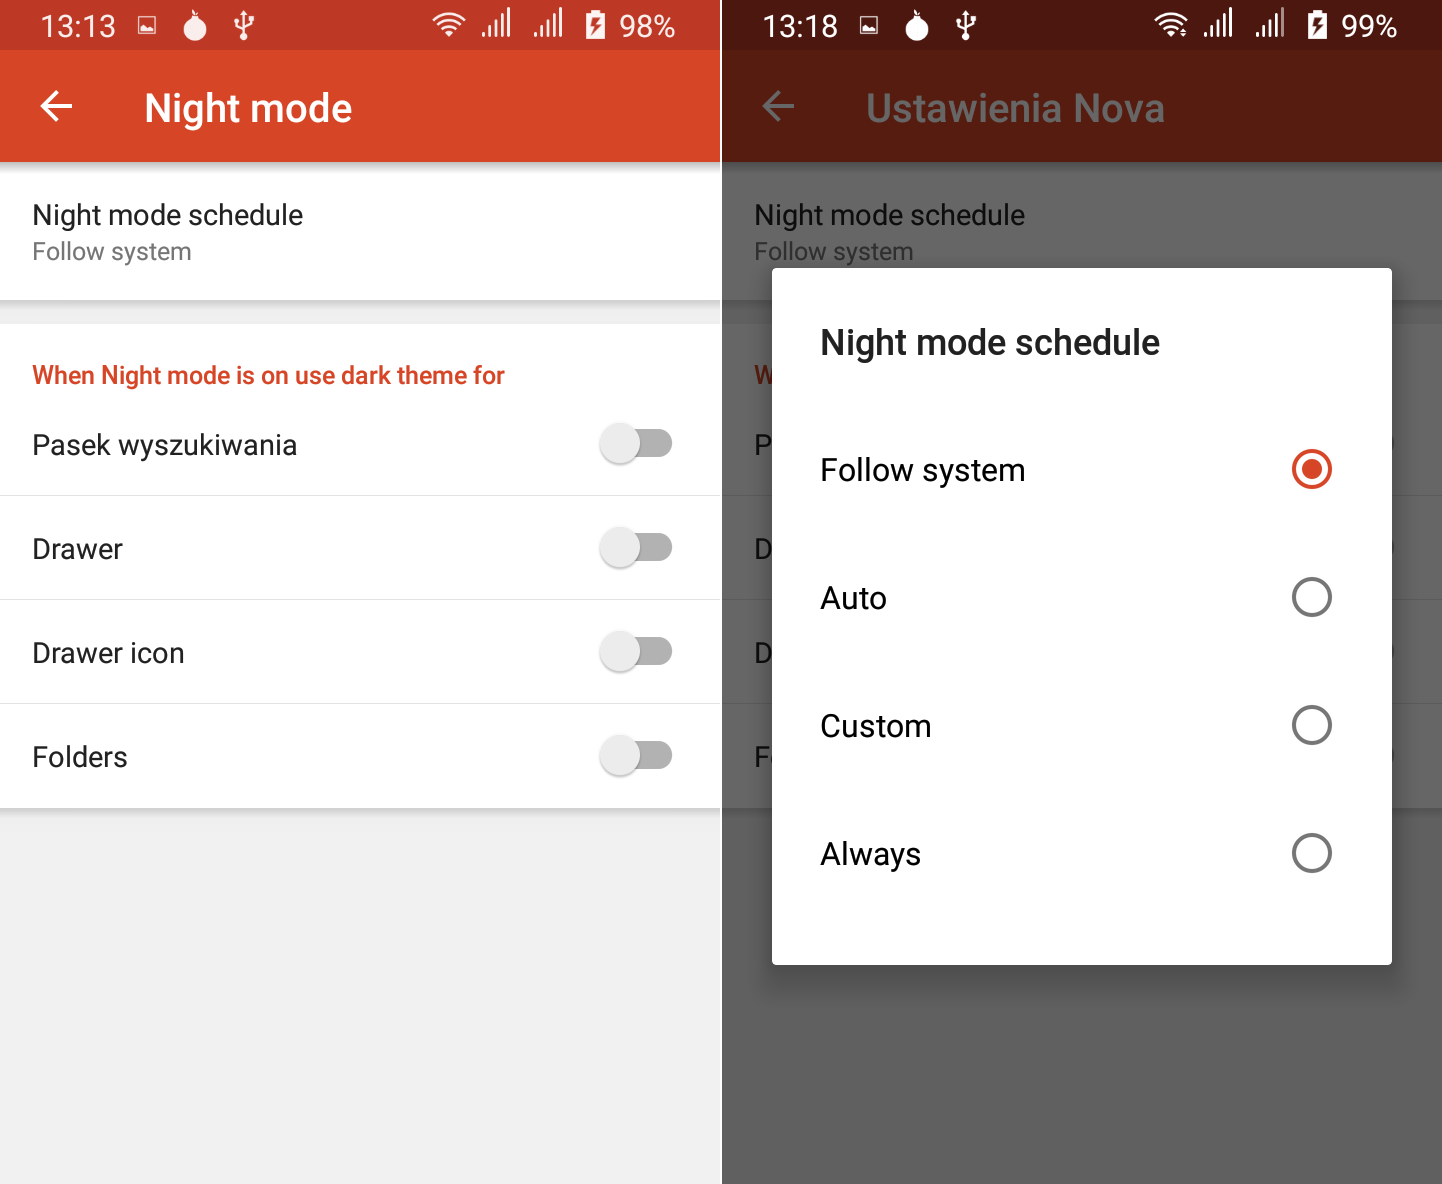 13:13 98%
Night mode
Night mode schedule
Follow system
When Night mode is on use dark theme for
Pasek wyszukiwania
Drawer
Drawer icon
Folders
13:18 99%
Ustawienia Nova
Night mode schedule
Follow system
W
P
D
D
Fo
Night mode schedule
Follow system
Auto
Custom
Always